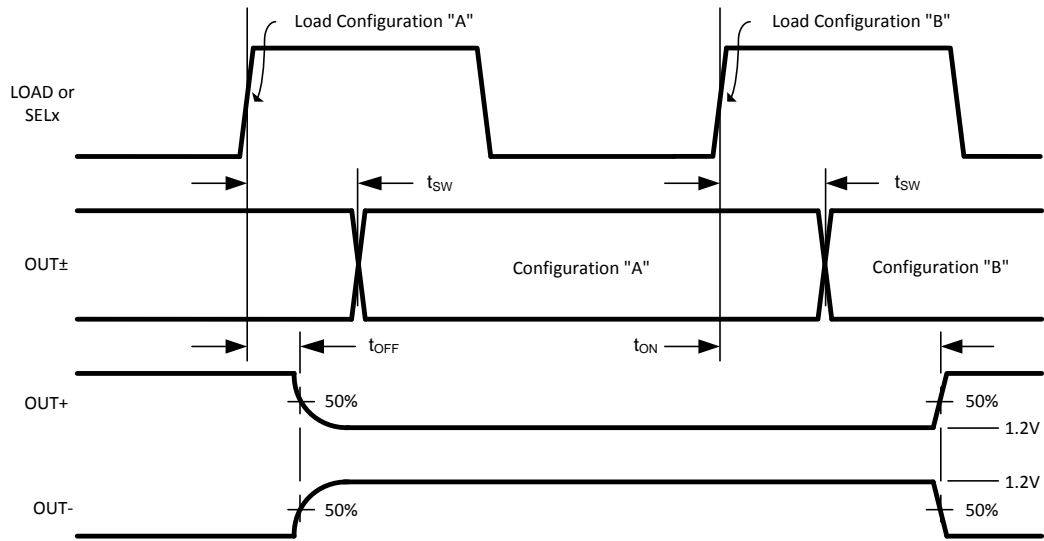 Load Configuration "A"
Load Configuration "B"
LOAD or
SELx
tSW
tSW
OUT±
Configuration "A"
Configuration "B"
tOFF
tON
OUT+
50%
50%
1.2V
1.2V
OUT-
50%
50%